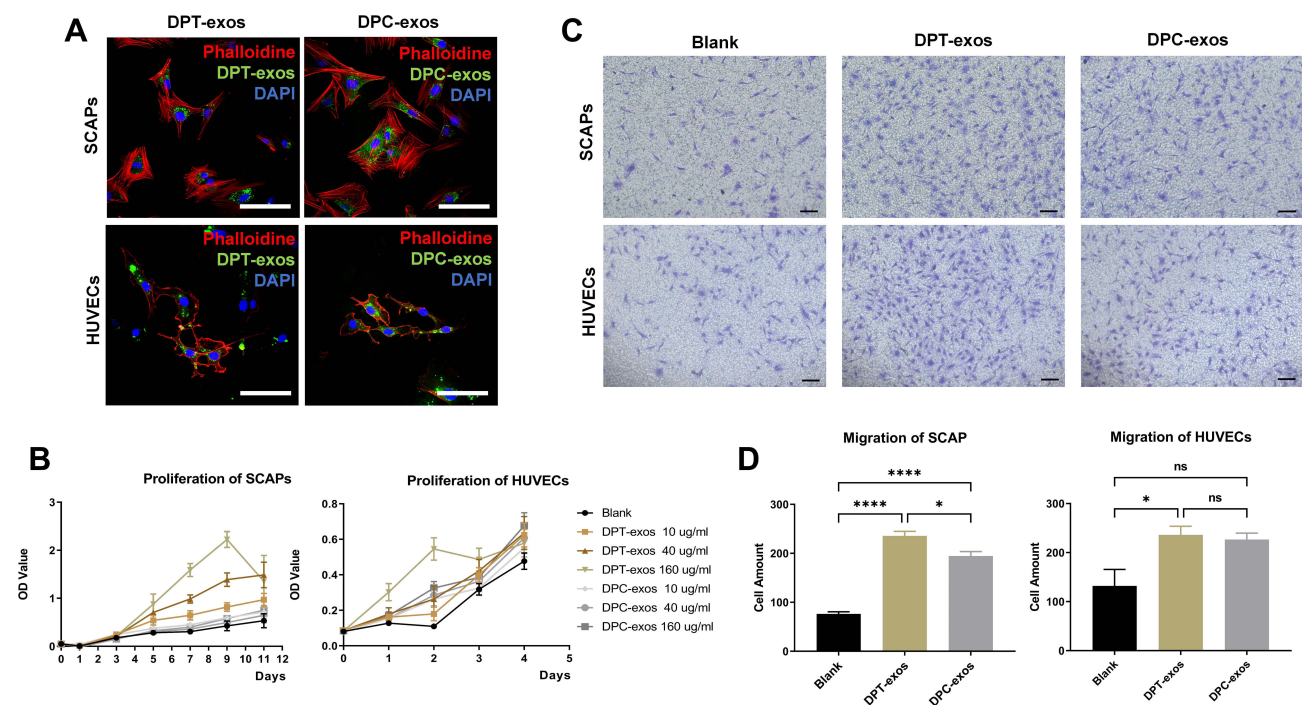 A
DPT-exos
DPC-exos
SCAPs
Phalloidine
DPT-exos
DAPI
Phalloidine
DPC-exos
DAPI
HUVECs
Phalloidine
DPT-exos
DAPI
Phalloidine
DPC-exos
DAPI
C
Blank
DPT-exos
DPC-exos
SCAPs
HUVECs
B
Proliferation of SCAPs
OD Value
3
2
1
0
0 1 3 4 5 6 7 8 9 10 11 12
Days
Proliferation of HUVECs
OD Value
0.8
0.6
0.4
0.2
0.0
0 1 2 3 4 5
Days
Blank
DPT-exos 10 ug/ml
DPT-exos 40 ug/ml
DPT-exos 160 ug/ml
DPC-exos 10 ug/ml
DPC-exos 40 ug/ml
DPC-exos 160 ug/ml
D
Migration of SCAP
****
**** *
Cell Amount
300
200
100
0
Blank
DPT-exos
DPC-exos
Migration of HUVECs
ns
* ns
Cell Amount
300
200
100
0
Blank
DPT-exos
DPC-exos